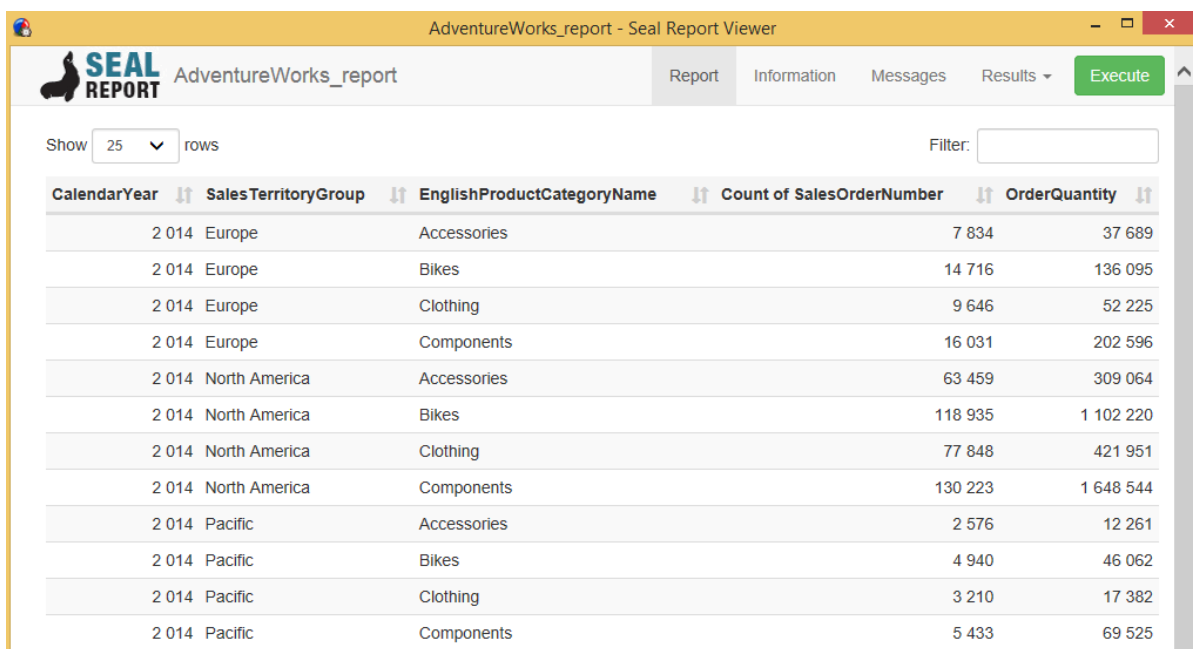 AdventureWorks_report - Seal Report Viewer
SEAL REPORT AdventureWorks_report Report Information Messages Results Execute
Show 25 rows Filter:
CalendarYear SalesTerritoryGroup EnglishProductCategoryName Count of SalesOrderNumber OrderQuantity
2 014 Europe Accessories 7 834 37 689
2 014 Europe Bikes 14 716 136 095
2 014 Europe Clothing 9 646 52 225
2 014 Europe Components 16 031 202 596
2 014 North America Accessories 63 459 309 064
2 014 North America Bikes 118 935 1 102 220
2 014 North America Clothing 77 848 421 951
2 014 North America Components 130 223 1 648 544
2 014 Pacific Accessories 2 576 12 261
2 014 Pacific Bikes 4 940 46 062
2 014 Pacific Clothing 3 210 17 382
2 014 Pacific Components 5 433 69 525